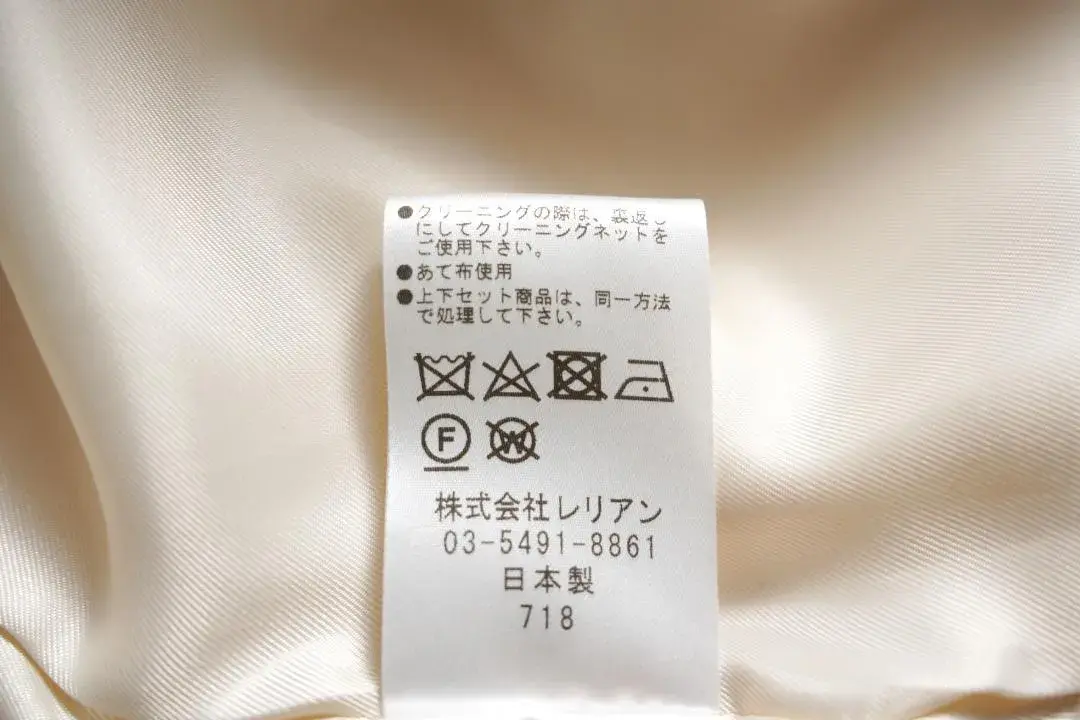 ●クリーニングの際は、裏返し
にしてクリーニングネットを
ご使用下さい。
●あて布使用
●上下セット商品は、同一方法
で処理して下さい。
F W
株式会社レリアン
03-5491-8861
日本製
718